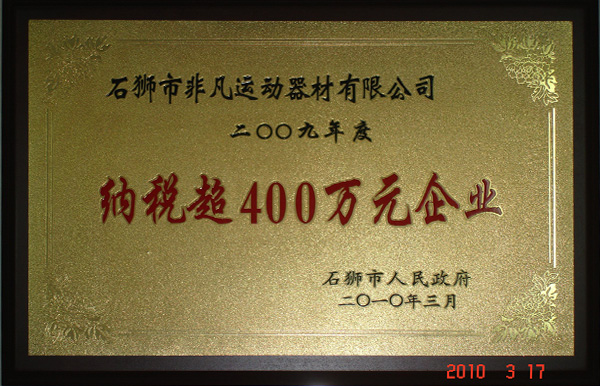 石狮市非凡运动器材有限公司
二〇〇九年度
纳税超400万元企业
石狮市人民政府
二〇一〇年三月
2010 3 17